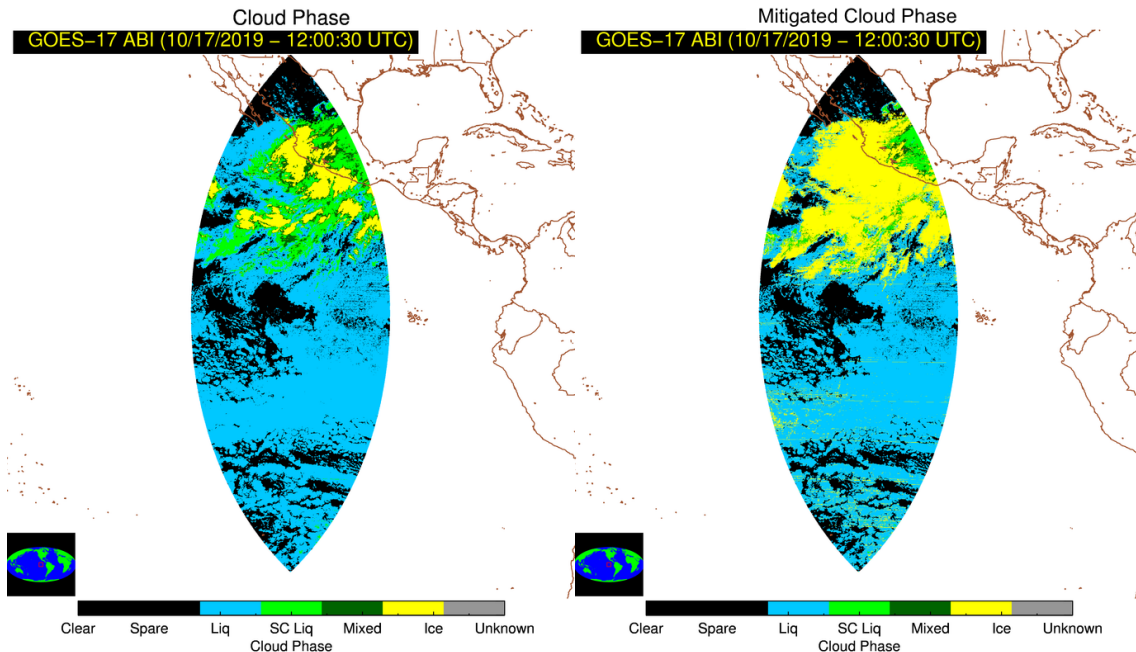 Cloud Phase
GOES−17 ABI (10/17/2019 − 12:00:30 UTC)
Clear Spare Liq SC Liq Mixed Ice Unknown
Cloud Phase
Mitigated Cloud Phase
GOES−17 ABI (10/17/2019 − 12:00:30 UTC)
Clear Spare Liq SC Liq Mixed Ice Unknown
Cloud Phase